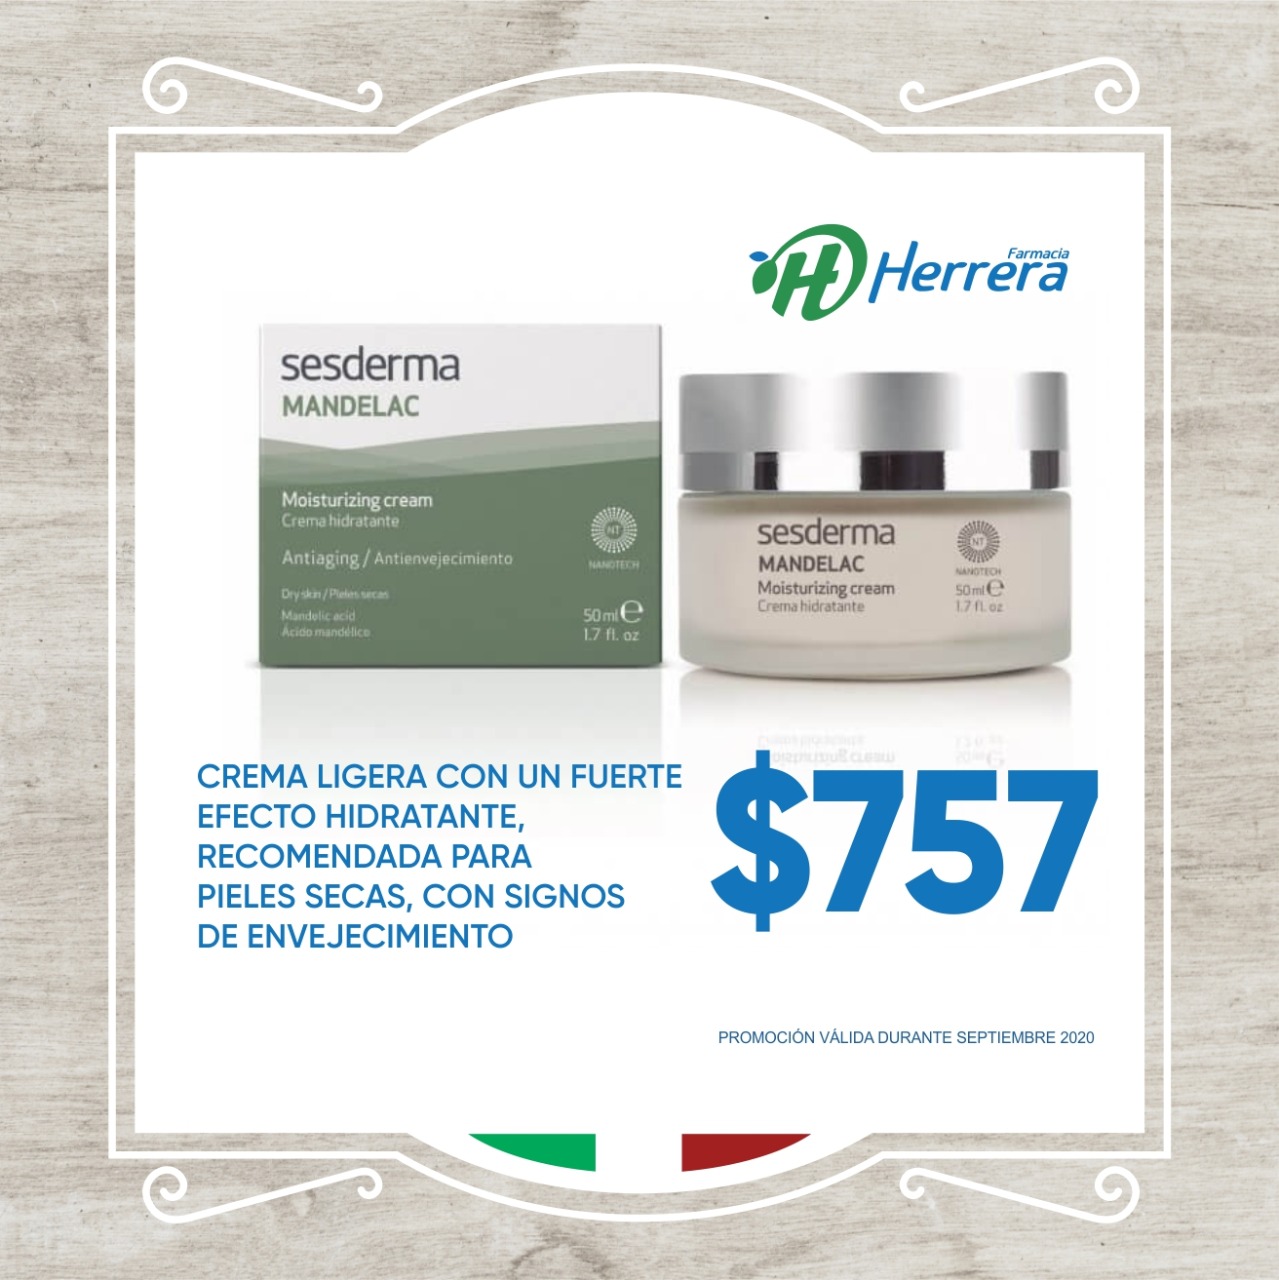 Farmacia
Herrera
sesderma
MANDELAC
Moisturizing cream
Crema hidratante
Antiaging / Antienvejecimiento
Dry skin / Pieles secas
Mandelic acid
Ácido mandélico
NT
NANOTECH
50 ml e
1.7 fl. oz
sesderma
MANDELAC
Moisturizing cream
Crema hidratante
NT
NANOTECH
50 ml e
1.7 fl. oz
CREMA LIGERA CON UN FUERTE
EFECTO HIDRATANTE,
RECOMENDADA PARA
PIELES SECAS, CON SIGNOS
DE ENVEJECIMIENTO
$757
PROMOCIÓN VÁLIDA DURANTE SEPTIEMBRE 2020